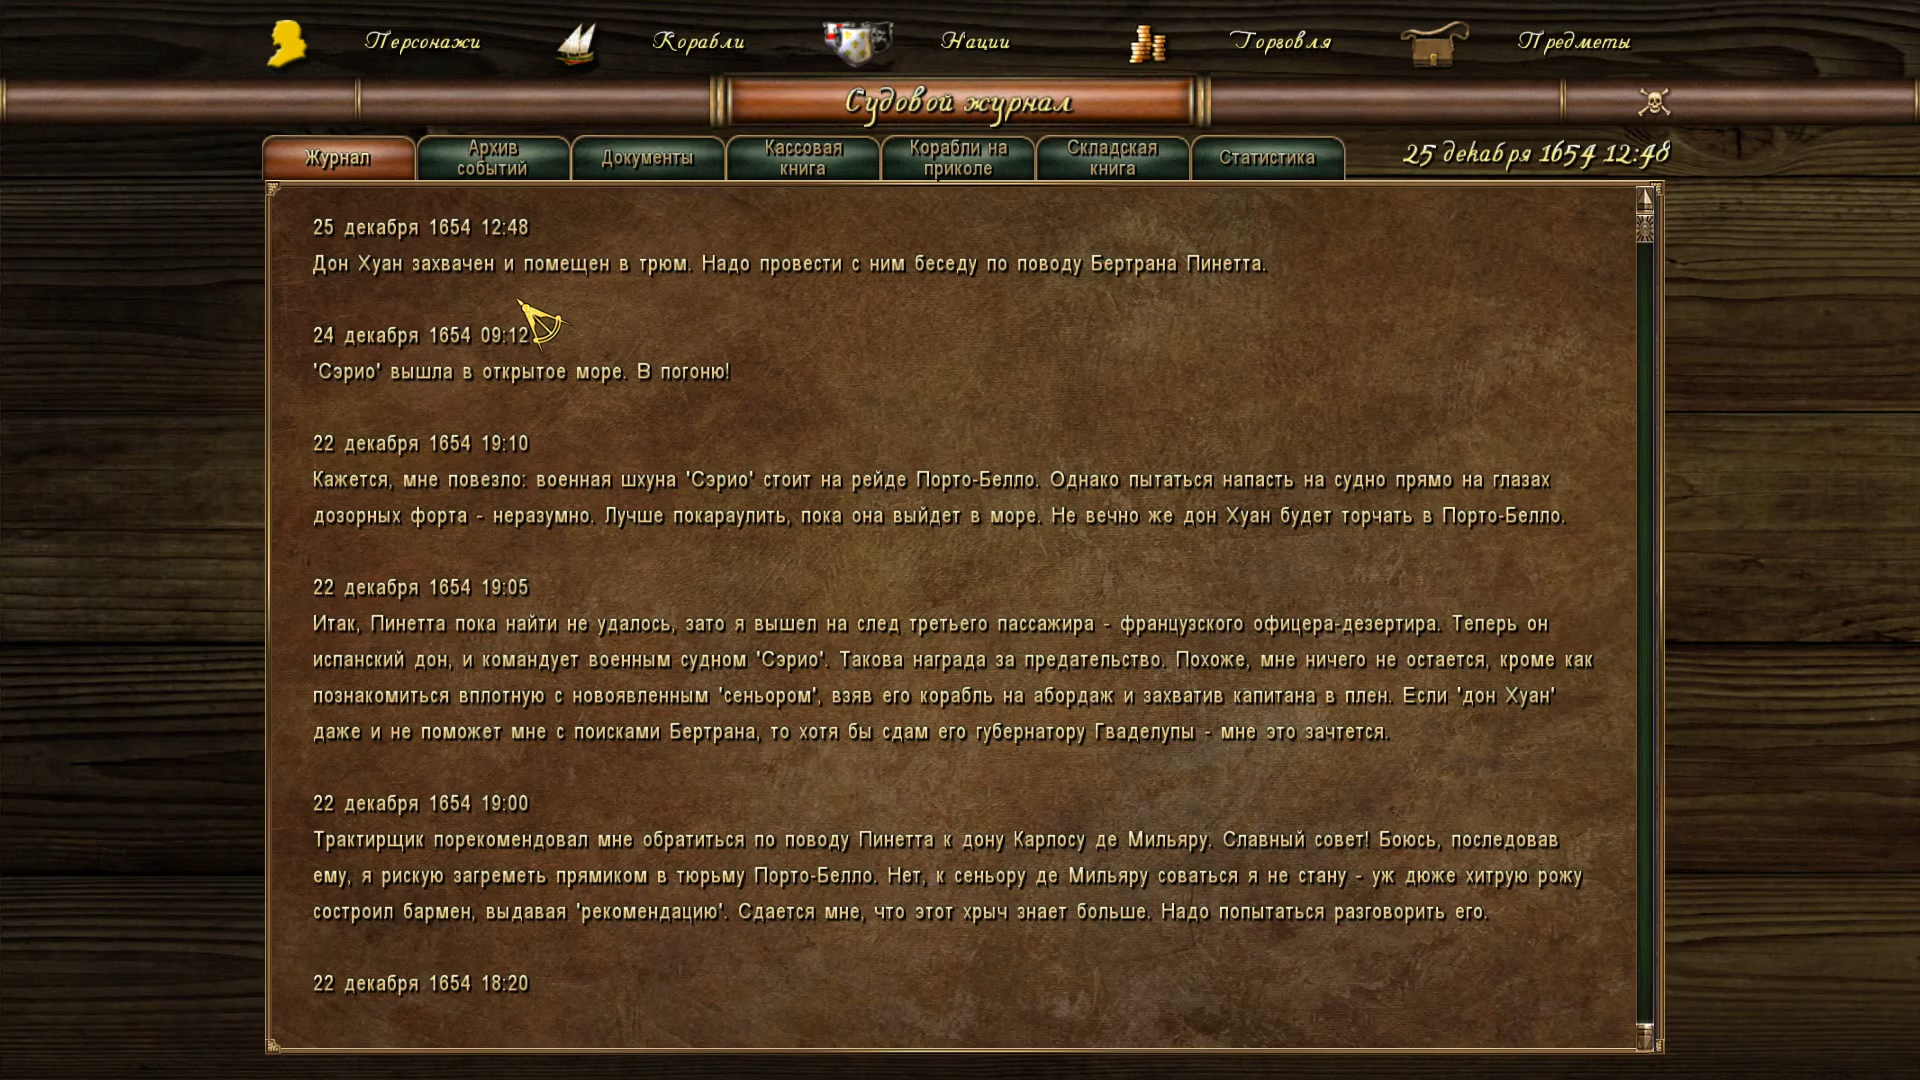 Персонажи
Корабли
Нации
Торговля
Предметы
Судовой журнал
Журнал
Архив
событий
Документы
Кассовая
книга
Корабли на
приколе
Складская
книга
Статистика
25 декабря 1654 12:48
25 декабря 1654 12:48
Дон Хуан захвачен и помещен в трюм. Надо провести с ним беседу по поводу Бертрана Пинетта.
24 декабря 1654 09:12
'Сэрио' вышла в открытое море. В погоню!
22 декабря 1654 19:10
Кажется, мне повезло: военная шхуна 'Сэрио' стоит на рейде Порто-Белло. Однако пытаться напасть на судно прямо на глазах
дозорных форта - неразумно. Лучше покараулить, пока она выйдет в море. Не вечно же дон Хуан будет торчать в Порто-Белло.
22 декабря 1654 19:05
Итак, Пинетта пока найти не удалось, зато я вышел на след третьего пассажира - французского офицера-дезертира. Теперь он
испанский дон, и командует военным судном 'Сэрио'. Такова награда за предательство. Похоже, мне ничего не остается, кроме как
познакомиться вплотную с новоявленным 'сеньором', взяв его корабль на абордаж и захватив капитана в плен. Если 'дон Хуан'
даже и не поможет мне с поисками Бертрана, то хотя бы сдам его губернатору Гваделупы - мне это зачтется.
22 декабря 1654 19:00
Трактирщик порекомендовал мне обратиться по поводу Пинетта к дону Карлосу де Мильяру. Славный совет! Боюсь, последовав
ему, я рискую загреметь прямиком в тюрьму Порто-Белло. Нет, к сеньору де Мильяру соваться я не стану - уж дюже хитрую рожу
состроил бармен, выдавая 'рекомендацию'. Сдается мне, что этот хрыч знает больше. Надо попытаться разговорить его.
22 декабря 1654 18:20